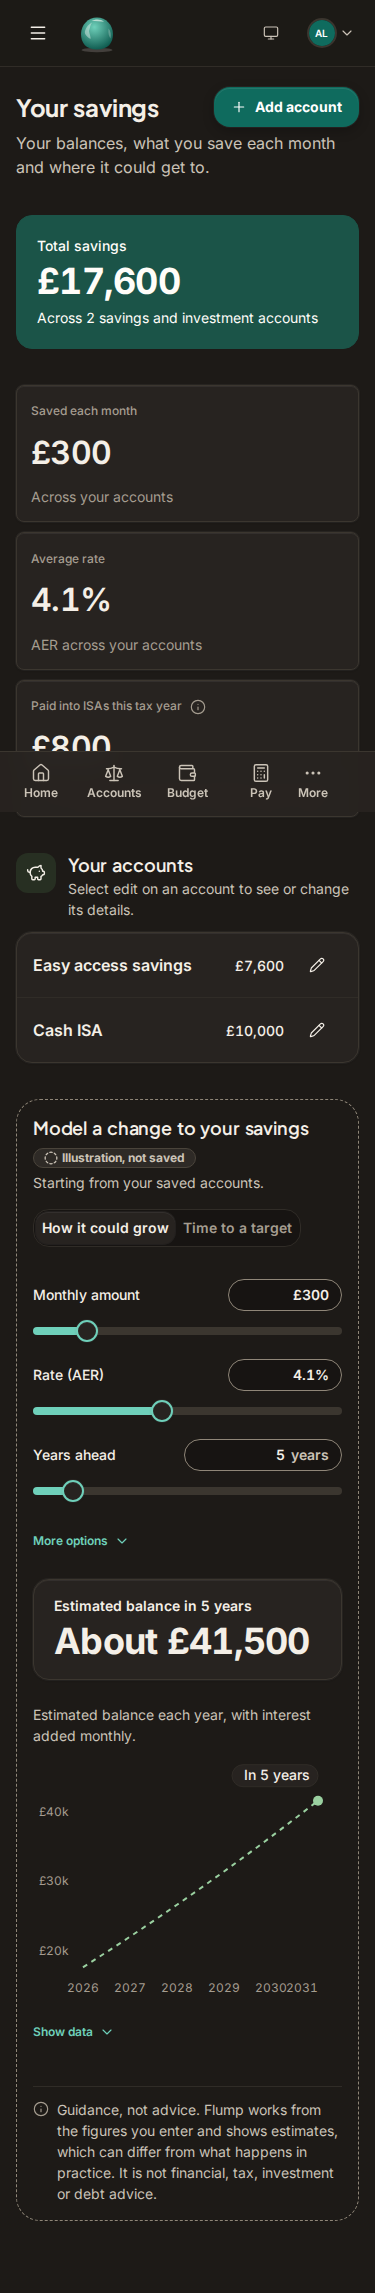 AL
Your savings
Add account
Your balances, what you save each month
and where it could get to.
Total savings
£17,600
Across 2 savings and investment accounts
Saved each month
£300
Across your accounts
Average rate
4.1%
AER across your accounts
Paid into ISAs this tax year
£800
Home
Accounts
Budget
Pay
More
Your accounts
Select edit on an account to see or change
its details.
Easy access savings £7,600
Cash ISA £10,000
Model a change to your savings
Illustration, not saved
Starting from your saved accounts.
How it could grow
Time to a target
Monthly amount £300
Rate (AER) 4.1%
Years ahead 5 years
More options
Estimated balance in 5 years
About £41,500
Estimated balance each year, with interest
added monthly.
In 5 years
£40k
£30k
£20k
2026 2027 2028 2029 2030 2031
Show data
Guidance, not advice. Flump works from
the figures you enter and shows estimates,
which can differ from what happens in
practice. It is not financial, tax, investment
or debt advice.